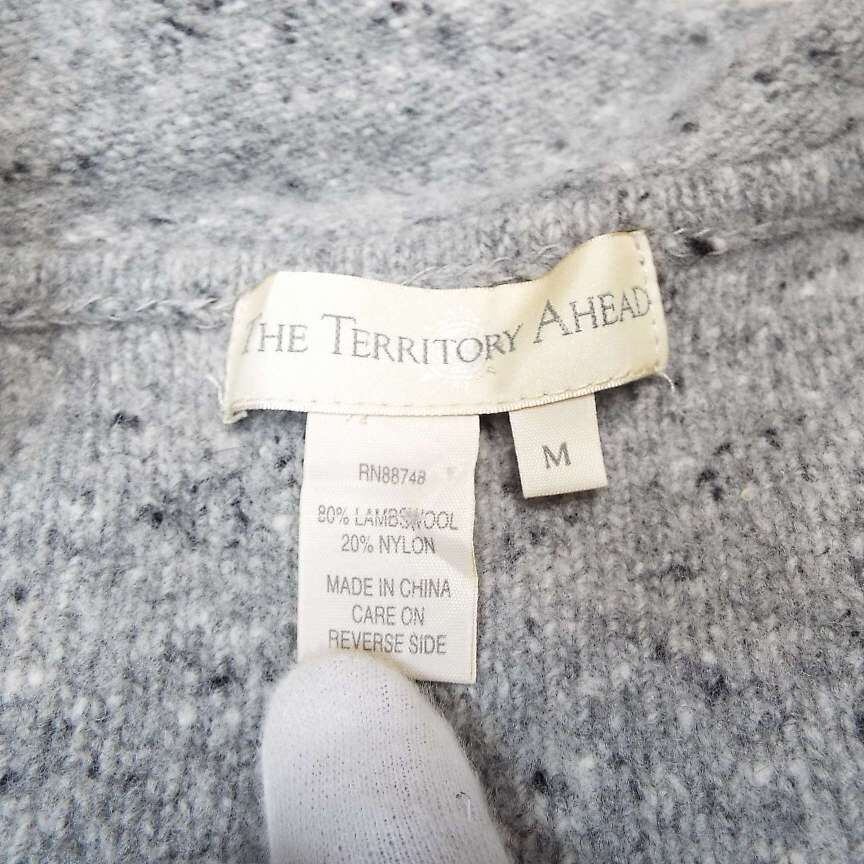 THE TERRITORY AHEAD
M
RN88748
80% LAMBSWOOL
20% NYLON
MADE IN CHINA
CARE ON
REVERSE SIDE